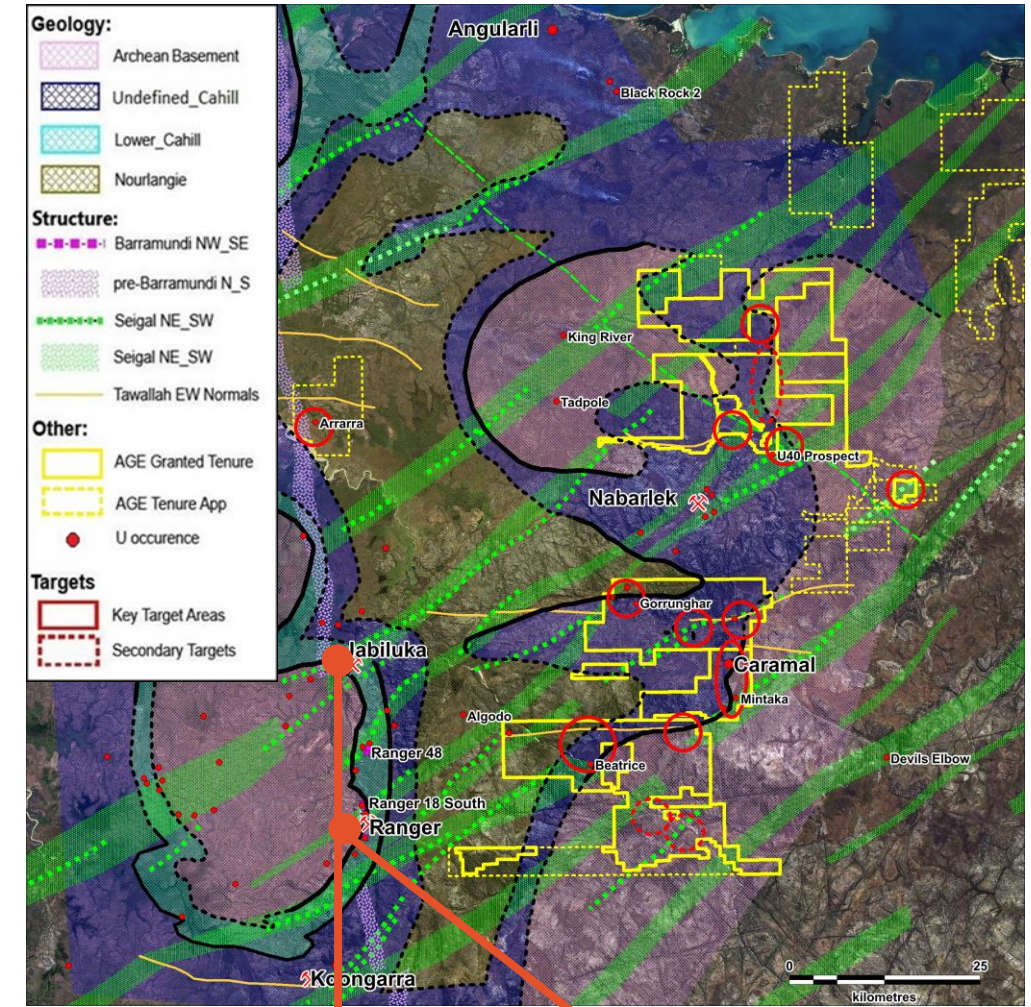 Geology:
Archean Basement
Undefined_Cahill
Lower_Cahill
Nourlangie
Structure:
Barramundi NW_SE
pre-Barramundi N_S
Seigal NE_SW
Seigal NE_SW
Tawallah EW Normals
Other:
AGE Granted Tenure
AGE Tenure App
U occurence
Targets
Key Target Areas
Secondary Targets
Angularli
Black Rock 2
King River
Tadpole
Arrarra
U40 Prospect
Nabarlek
Gorrunghar
Jabiluka
Caramal
Mintaka
Algodo
Ranger 48
Beatrice
Devils Elbow
Ranger 18 South
Ranger
Koongarra
0 25
kilometres